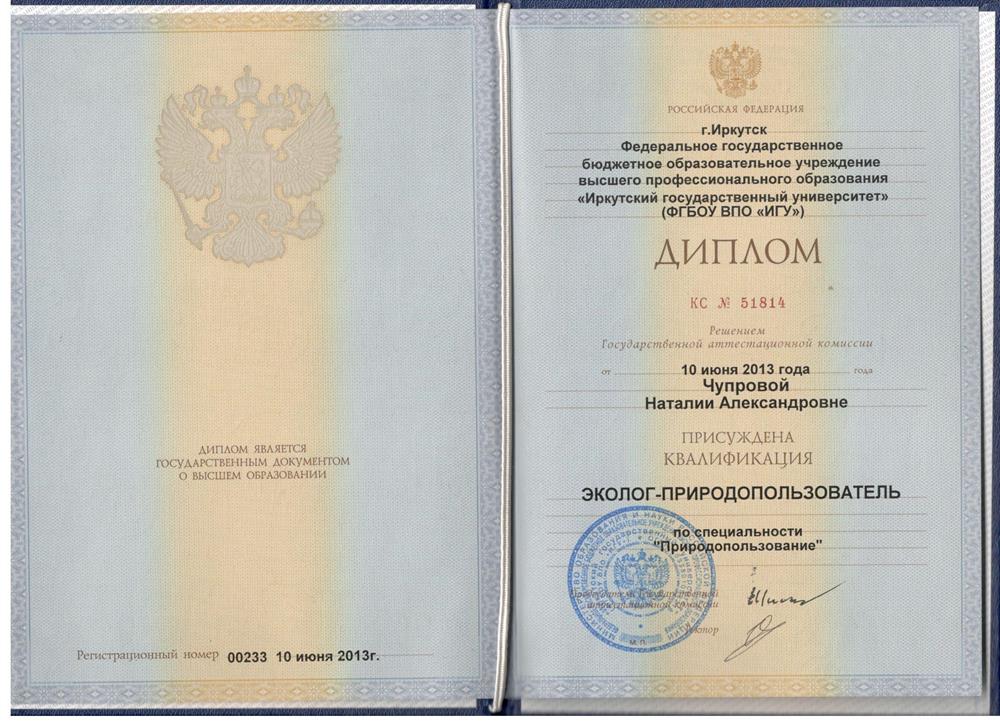 ДИПЛОМ ЯВЛЯЕТСЯ
ГОСУДАРСТВЕННЫМ ДОКУМЕНТОМ
О ВЫСШЕМ ОБРАЗОВАНИИ
Регистрационный номер 00233 10 июня 2013г.
РОССИЙСКАЯ ФЕДЕРАЦИЯ
г.Иркутск
Федеральное государственное
бюджетное образовательное учреждение
высшего профессионального образования
«Иркутский государственный университет»
(ФГБОУ ВПО «ИГУ»)
ДИПЛОМ
КС № 51814
Решением
Государственной аттестационной комиссии
от 10 июня 2013 года года
Чупровой
Наталии Александровне
ПРИСУЖДЕНА
КВАЛИФИКАЦИЯ
ЭКОЛОГ-ПРИРОДОПОЛЬЗОВАТЕЛЬ
по специальности
"Природопользование"
Председатель Государственной
аттестационной комиссии
Ректор
М.П.